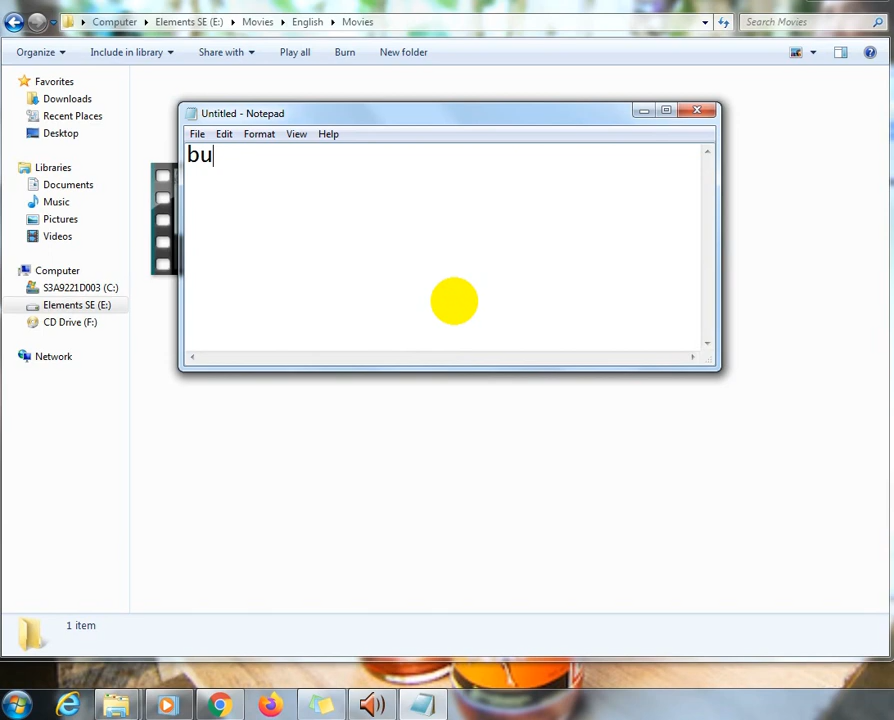 Computer Elements SE (E:) Movies English Movies
Search Movies
Organize Include in library Share with Play all Burn New folder
Favorites
Downloads
Recent Places
Desktop
Libraries
Documents
Music
Pictures
Videos
Computer
S3A9221D003 (C:)
Elements SE (E:)
CD Drive (F:)
Network
Untitled - Notepad
File Edit Format View Help
bu
1 item